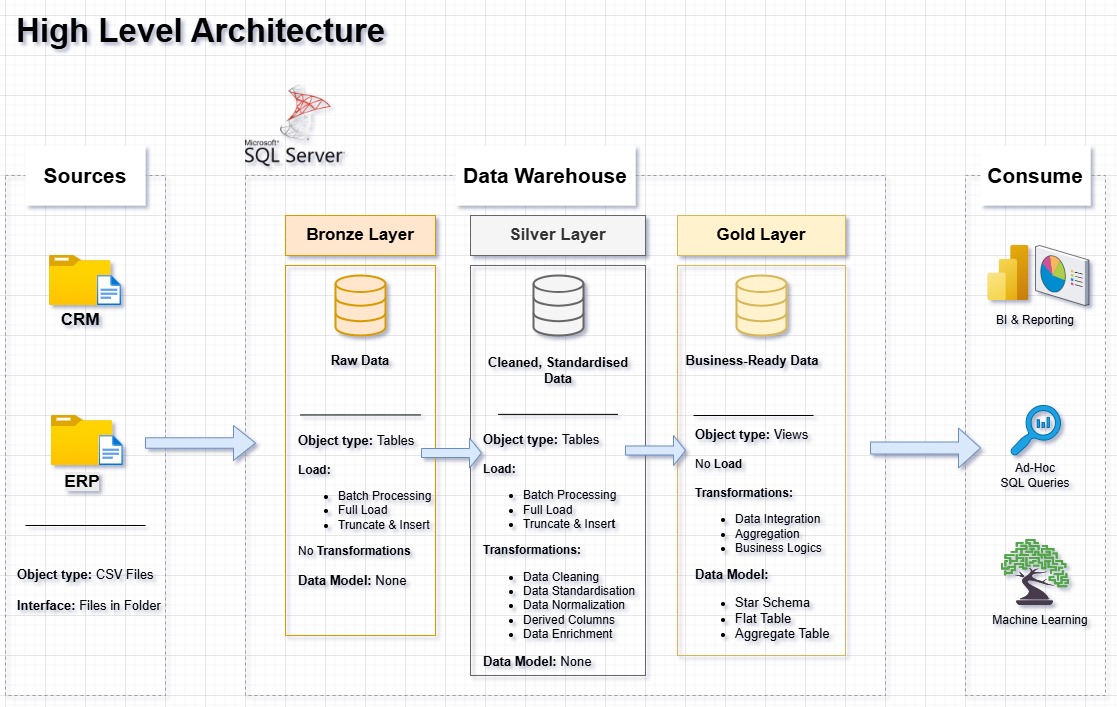 High Level Architecture
Microsoft®
SQL Server
Sources
CRM
ERP
Object type: CSV Files
Interface: Files in Folder
Data Warehouse
Bronze Layer
Raw Data
Object type: Tables
Load:
Batch Processing
Full Load
Truncate & Insert
No Transformations
Data Model: None
Silver Layer
Cleaned, Standardised
Data
Object type: Tables
Load:
Batch Processing
Full Load
Truncate & Insert
Transformations:
Data Cleaning
Data Standardisation
Data Normalization
Derived Columns
Data Enrichment
Data Model: None
Gold Layer
Business-Ready Data
Object type: Views
No Load
Transformations:
Data Integration
Aggregation
Business Logics
Data Model:
Star Schema
Flat Table
Aggregate Table
Consume
BI & Reporting
Ad-Hoc
SQL Queries
Machine Learning